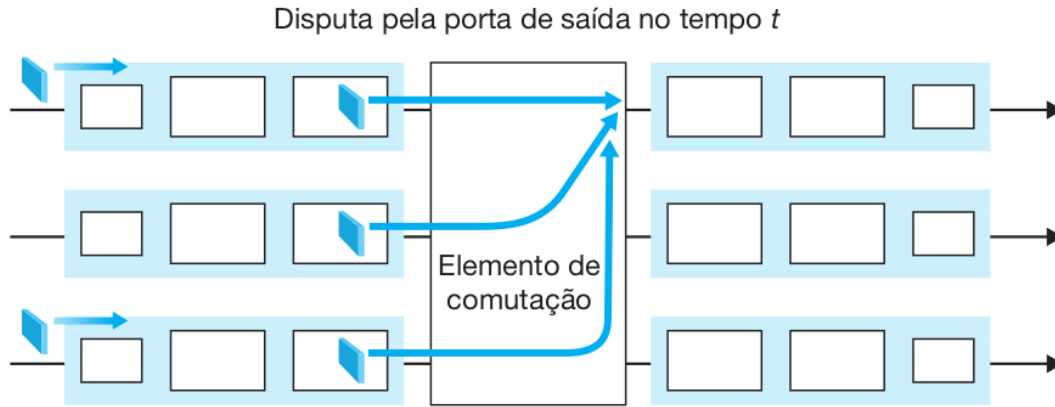 Disputa pela porta de saída no tempo t
Elemento de
comutação